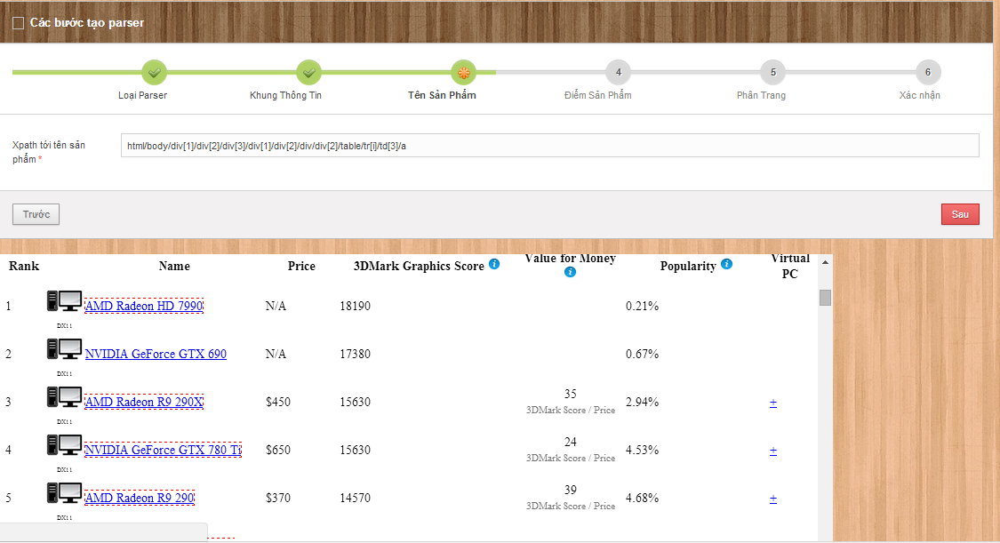 Các bước tạo parser
4 5 6
Loại Parser Khung Thông Tin Tên Sản Phẩm Điểm Sản Phẩm Phân Trang Xác nhận
Xpath tới tên sản
phẩm *
html/body/div[1]/div[2]/div[3]/div[1]/div[2]/div/div[2]/table/tr[i]/td[3]/a
Trước Sau
Rank Name Price 3DMark Graphics Score i Value for Money i Popularity i Virtual PC
1 DX11 AMD Radeon HD 7990 N/A 18190 0.21%
2 DX11 NVIDIA GeForce GTX 690 N/A 17380 0.67%
3 DX11 AMD Radeon R9 290X $450 15630 35 3DMark Score / Price 2.94% +
4 DX11 NVIDIA GeForce GTX 780 Ti $650 15630 24 3DMark Score / Price 4.53% +
5 DX11 AMD Radeon R9 290 $370 14570 39 3DMark Score / Price 4.68% +